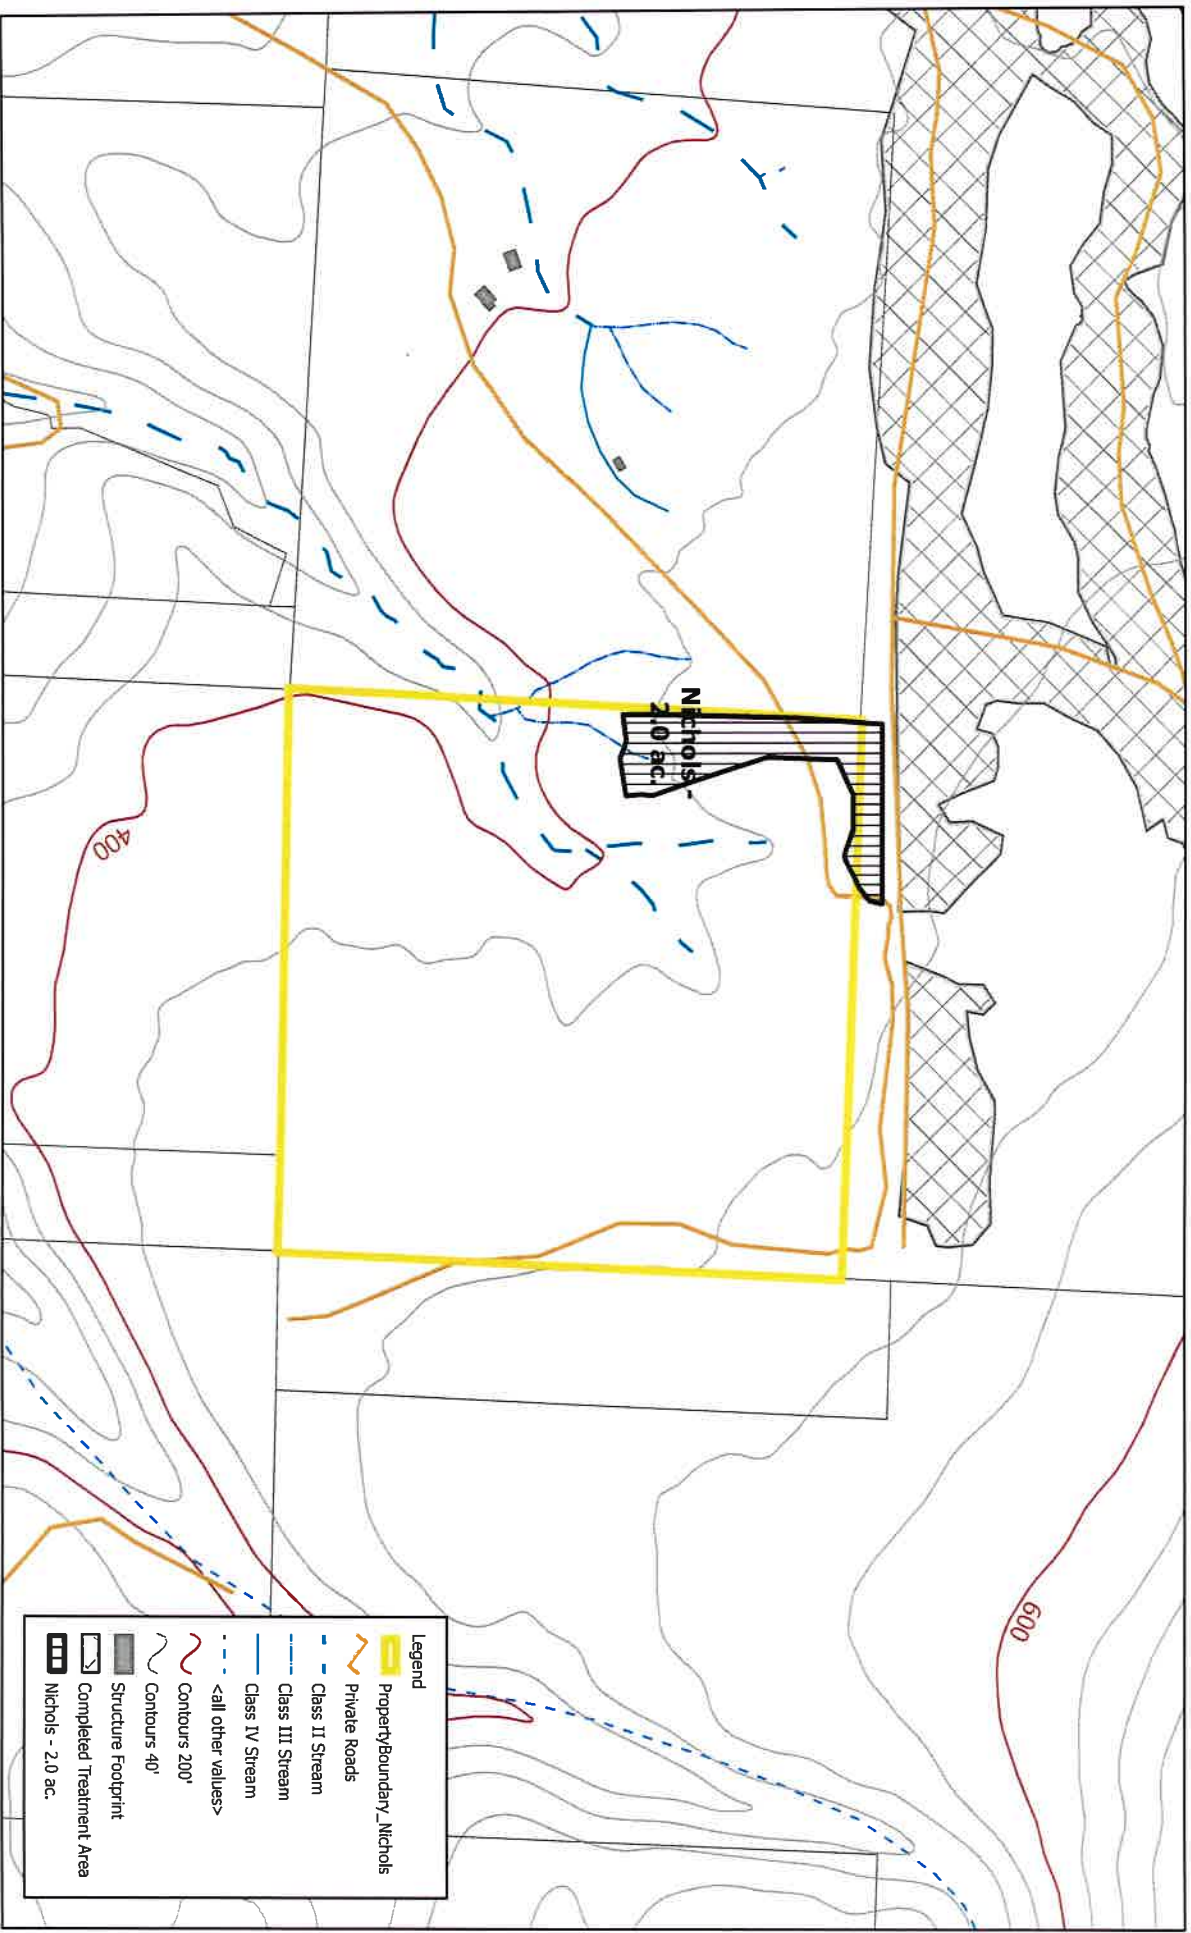 Nichols -
2.0 ac.
400
600
Legend
PropertyBoundary_Nichols
Private Roads
Class II Stream
Class III Stream
Class IV Stream
<all other values>
Contours 200'
Contours 40'
Structure Footprint
Completed Treatment Area
Nichols - 2.0 ac.